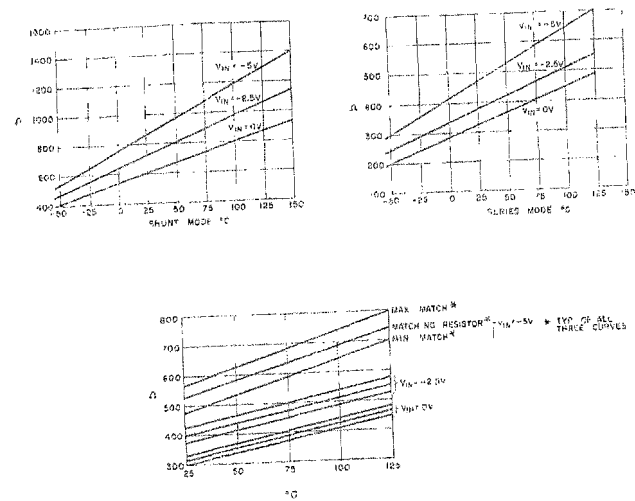 1600
1400
1200
Ω 1000
800
600
400
-50 -25 0 25 50 75 100 125 150
SHUNT MODE °C
VIN = -5V
VIN = -2.5V
VIN = 0V
700
600
500
Ω 400
300
200
100
-50 -25 0 25 50 75 100 125 150
SERIES MODE °C
VIN = -5V
VIN = -2.5V
VIN = 0V
800
700
600
Ω 500
400
300
25 50 75 100 125
°C
MAX MATCH*
MATCHING RESISTOR* VIN = -5V * TYP OF ALL
MIN MATCH* THREE CURVES
VIN = -2.5V
VIN = 0V